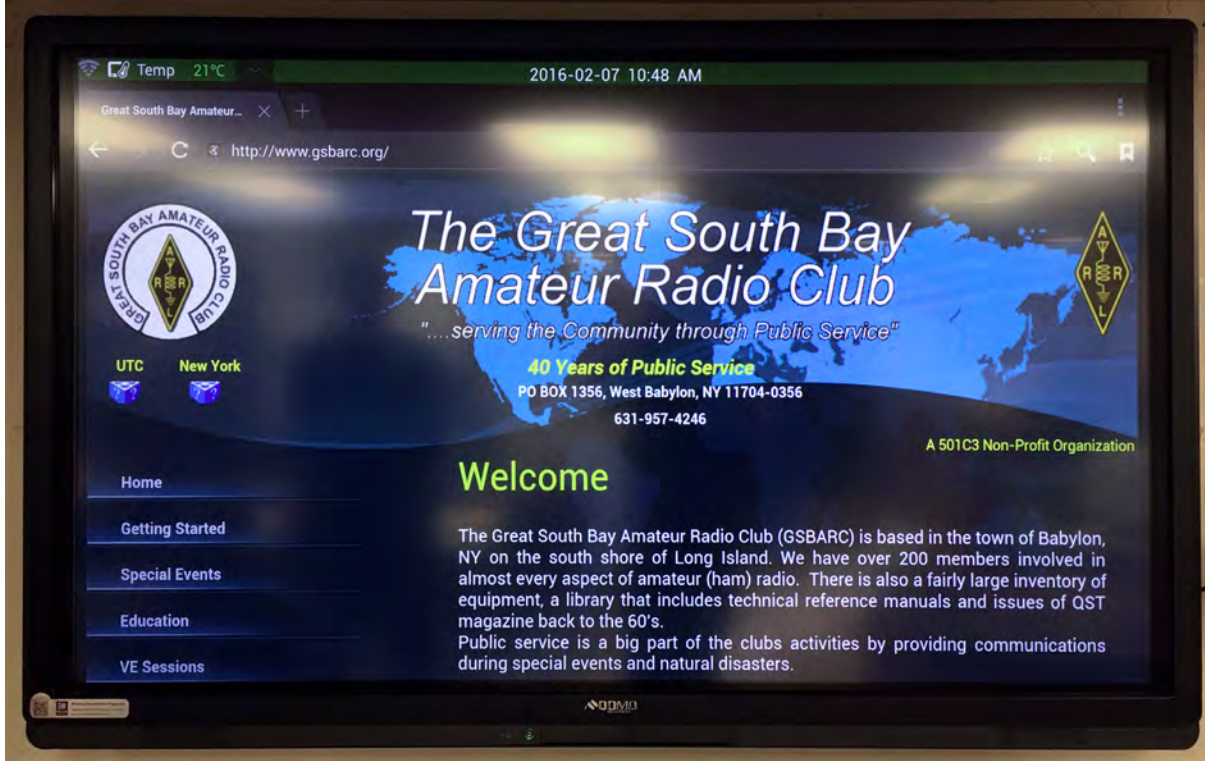 Temp 21°C
2016-02-07 10:48 AM
Great South Bay Amateur...
http://www.gsbarc.org/
GREAT SOUTH BAY AMATEUR RADIO CLUB
A
R R
L
The Great South Bay
Amateur Radio Club
"....serving the Community through Public Service"
A
R R
L
40 Years of Public Service
UTC New York
PO BOX 1356, West Babylon, NY 11704-0356
631-957-4246
A 501C3 Non-Profit Organization
Home
Getting Started
Special Events
Education
VE Sessions
Welcome
The Great South Bay Amateur Radio Club (GSBARC) is based in the town of Babylon,
NY on the south shore of Long Island. We have over 200 members involved in
almost every aspect of amateur (ham) radio. There is also a fairly large inventory of
equipment, a library that includes technical reference manuals and issues of QST
magazine back to the 60's.
Public service is a big part of the clubs activities by providing communications
during special events and natural disasters.